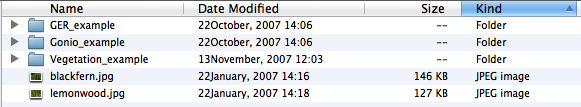 Name Date Modified Size Kind
GER_example 22October, 2007 14:06 -- Folder
Gonio_example 22October, 2007 14:06 -- Folder
Vegetation_example 13November, 2007 12:03 -- Folder
blackfern.jpg 22January, 2007 14:16 146 KB JPEG image
lemonwood.jpg 22January, 2007 14:18 127 KB JPEG image